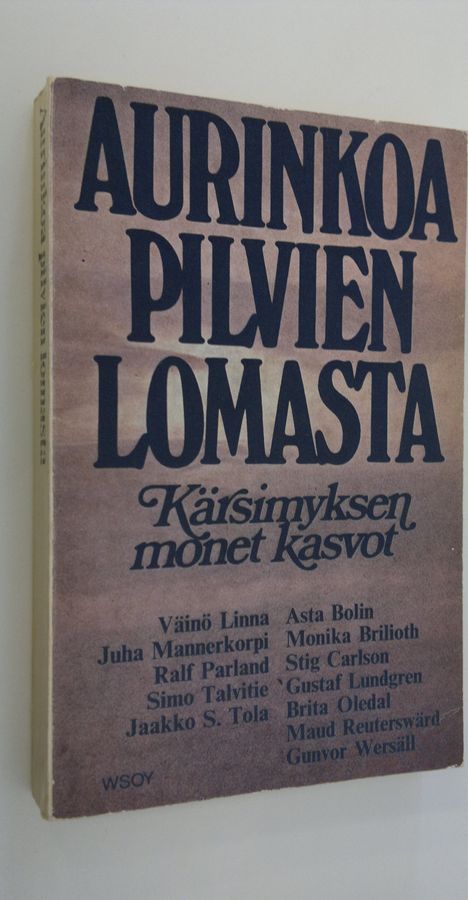 Aurinkoa pilvien lomasta
AURINKOA
PILVIEN
LOMASTA
Kärsimyksen
monet kasvot
Väinö Linna
Juha Mannerkorpi
Ralf Parland
Simo Talvitie
Jaakko S. Tola
Asta Bolin
Monika Brilioth
Stig Carlson
Gustaf Lundgren
Brita Oledal
Maud Reuterswärd
Gunvor Wersäll
WSOY